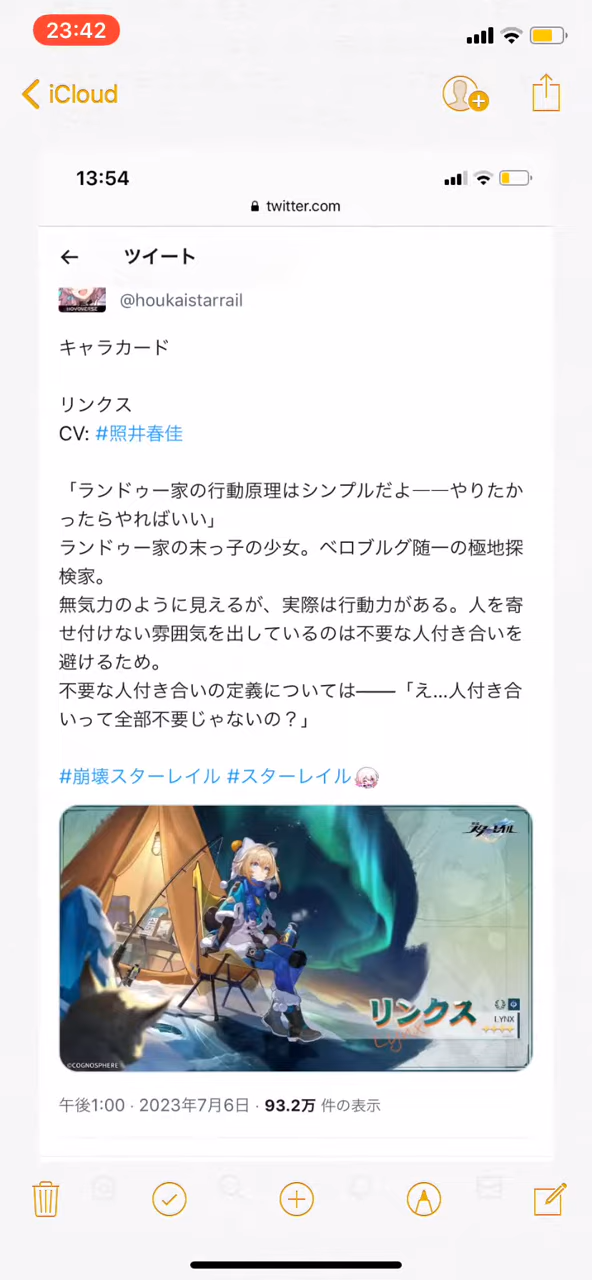 23:42
iCloud
13:54
twitter.com
ツイート
HOYOVERSE
@houkaistarrail
キャラカード
リンクス
CV: #照井春佳
「ランドゥー家の行動原理はシンプルだよ——やりたか
ったらやればいい」
ランドゥー家の末っ子の少女。ベロブルグ随一の極地探
検家。
無気力のように見えるが、実際は行動力がある。人を寄
せ付けない雰囲気を出しているのは不要な人付き合いを
避けるため。
不要な人付き合いの定義については——「え...人付き合
いって全部不要じゃないの？」
#崩壊スターレイル #スターレイル
スターレイル
リンクス
LYNX
©COGNOSPHERE
午後1:00 · 2023年7月6日 · 93.2万 件の表示